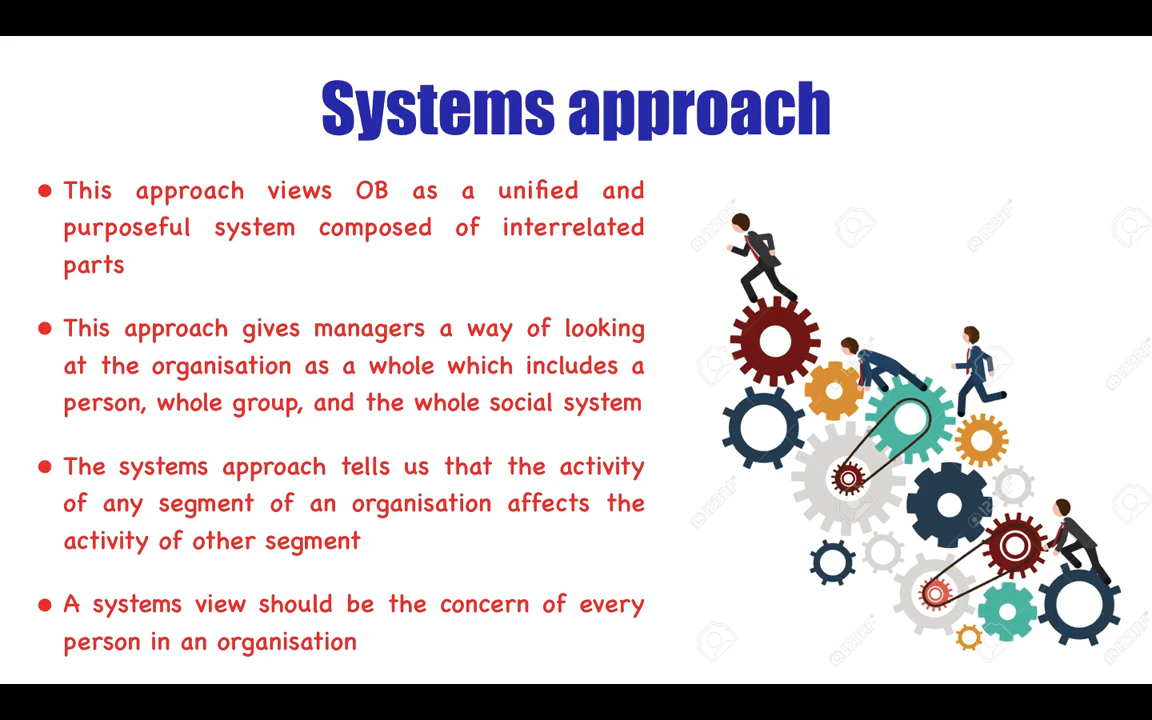 Systems approach
● This approach views OB as a unified and
purposeful system composed of interrelated
parts
● This approach gives managers a way of looking
at the organisation as a whole which includes a
person, whole group, and the whole social system
● The systems approach tells us that the activity
of any segment of an organisation affects the
activity of other segment
● A systems view should be the concern of every
person in an organisation